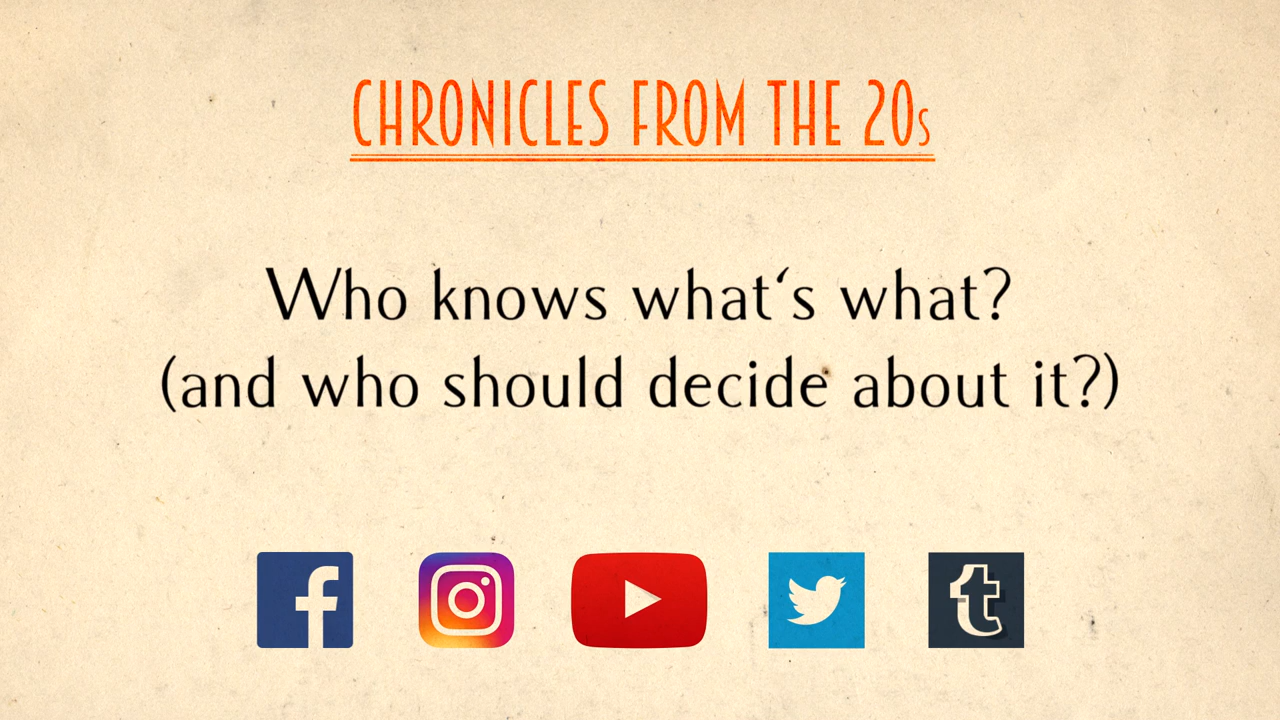 CHRONICLES FROM THE 20s
Who knows what‘s what?
(and who should decide about it?)
f
t